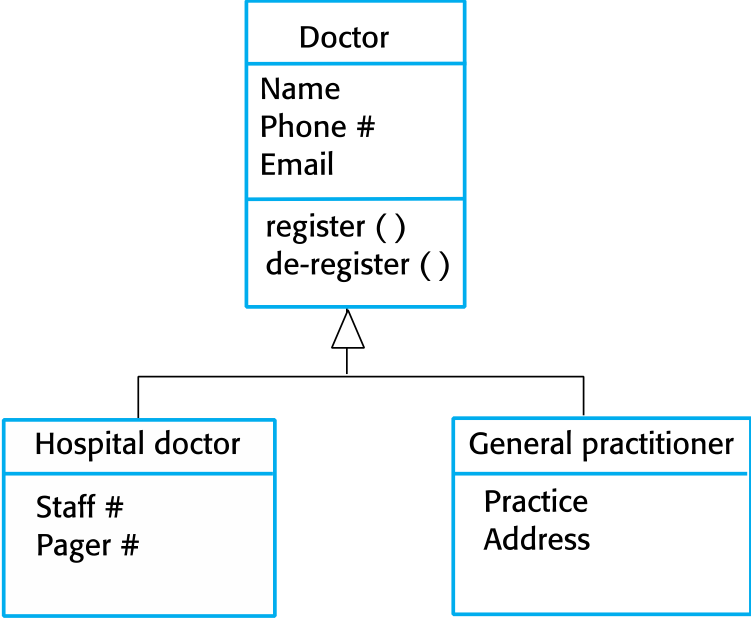 Doctor
Name
Phone #
Email
register ( )
de-register ( )
Hospital doctor
Staff #
Pager #
General practitioner
Practice
Address